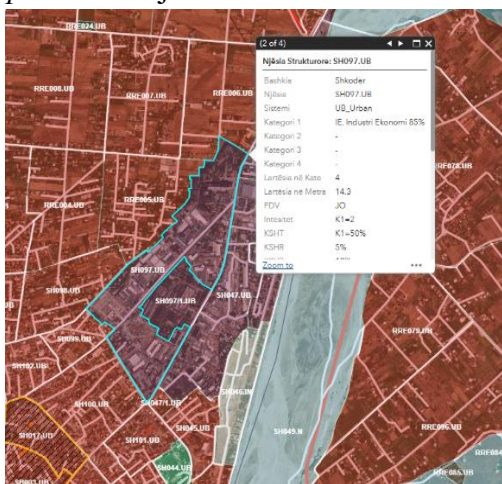 RRE024.UB
(2 of 4)
Njësia Strukturore: SH097.UB
Bashkia Shkoder
Njësia SH097.UB
Sistemi UB_Urban
Kategori 1 IE, Industri Ekonomi 85%
Kategori 2 -
Kategori 3 -
Kategori 4 -
Lartësia në Kate 4
Lartësia në Metra 14.3
PDV JO
Intesitet K1=2
KSHT K1=50%
KSHR 5%
Zoom to
RRE008.UB
RRE007.UB
RRE006.UB
RRE078.UB
RRE004.UB
RRE005.UB
SH097.UB
SH098.UB
SH097/1.UB
SH047.UB
RRE079.UB
SH099.UB
SH102.UB
SH046.IN
SH100.UB
SH047/1.UB
SH045.UB
SH049.N
RRE096.UB
SH017.UB
SH101.UB
SH044.UB
RRE085.UB